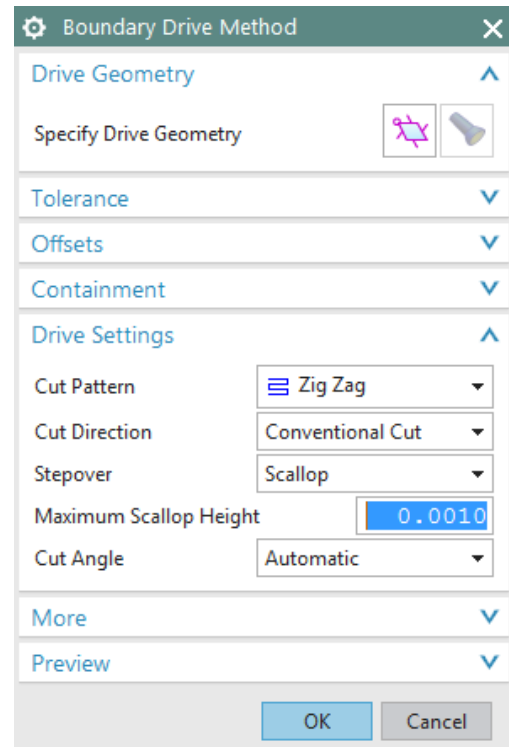 Boundary Drive Method
Drive Geometry
Specify Drive Geometry
Tolerance
Offsets
Containment
Drive Settings
Cut Pattern Zig Zag
Cut Direction Conventional Cut
Stepover Scallop
Maximum Scallop Height 0.0010
Cut Angle Automatic
More
Preview
OK Cancel